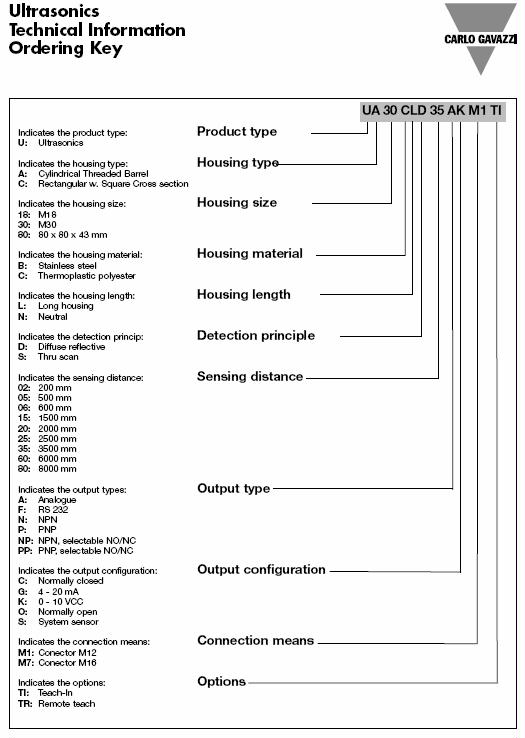 Ultrasonics
Technical Information
Ordering Key
CARLO GAVAZZI
UA 30 CLD 35 AK M1 TI
Indicates the product type:
U: Ultrasonics
Product type
Indicates the housing type:
A: Cylindrical Threaded Barrel
C: Rectangular w. Square Cross section
Housing type
Indicates the housing size:
18: M18
30: M30
80: 80 x 80 x 43 mm
Housing size
Indicates the housing material:
B: Stainless steel
C: Thermoplastic polyester
Housing material
Indicates the housing length:
L: Long housing
N: Neutral
Housing length
Indicates the detection princip:
D: Diffuse reflective
S: Thru scan
Detection principle
Indicates the sensing distance:
02: 200 mm
05: 500 mm
06: 600 mm
15: 1500 mm
20: 2000 mm
25: 2500 mm
35: 3500 mm
60: 6000 mm
80: 8000 mm
Sensing distance
Indicates the output types:
A: Analogue
F: RS 232
N: NPN
P: PNP
NP: NPN, selectable NO/NC
PP: PNP, selectable NO/NC
Output type
Indicates the output configuration:
C: Normally closed
G: 4 - 20 mA
K: 0 - 10 VCC
O: Normally open
S: System sensor
Output configuration
Indicates the connection means:
M1: Conector M12
M7: Conector M16
Connection means
Indicates the options:
TI: Teach-In
TR: Remote teach
Options